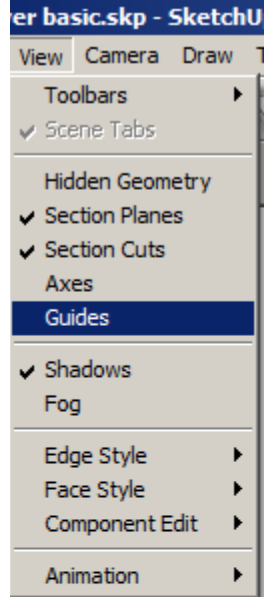 er basic.skp - SketchU
View Camera Draw
Toolbars
Scene Tabs
Hidden Geometry
Section Planes
Section Cuts
Axes
Guides
Shadows
Fog
Edge Style
Face Style
Component Edit
Animation